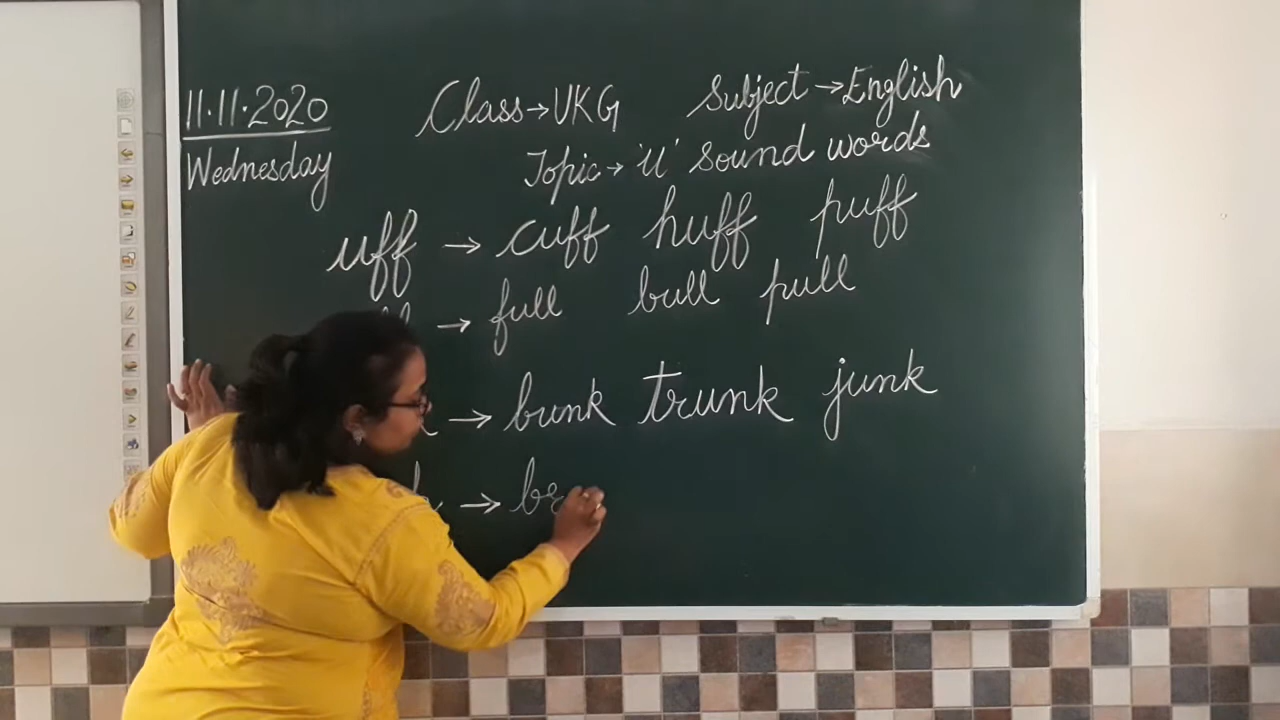 11.11.2020 Class→UKG Subject→English
Wednesday Topic→'U' Sound words
uff → cuff huff puff
→ full bull pull
→ bunk trunk junk
→